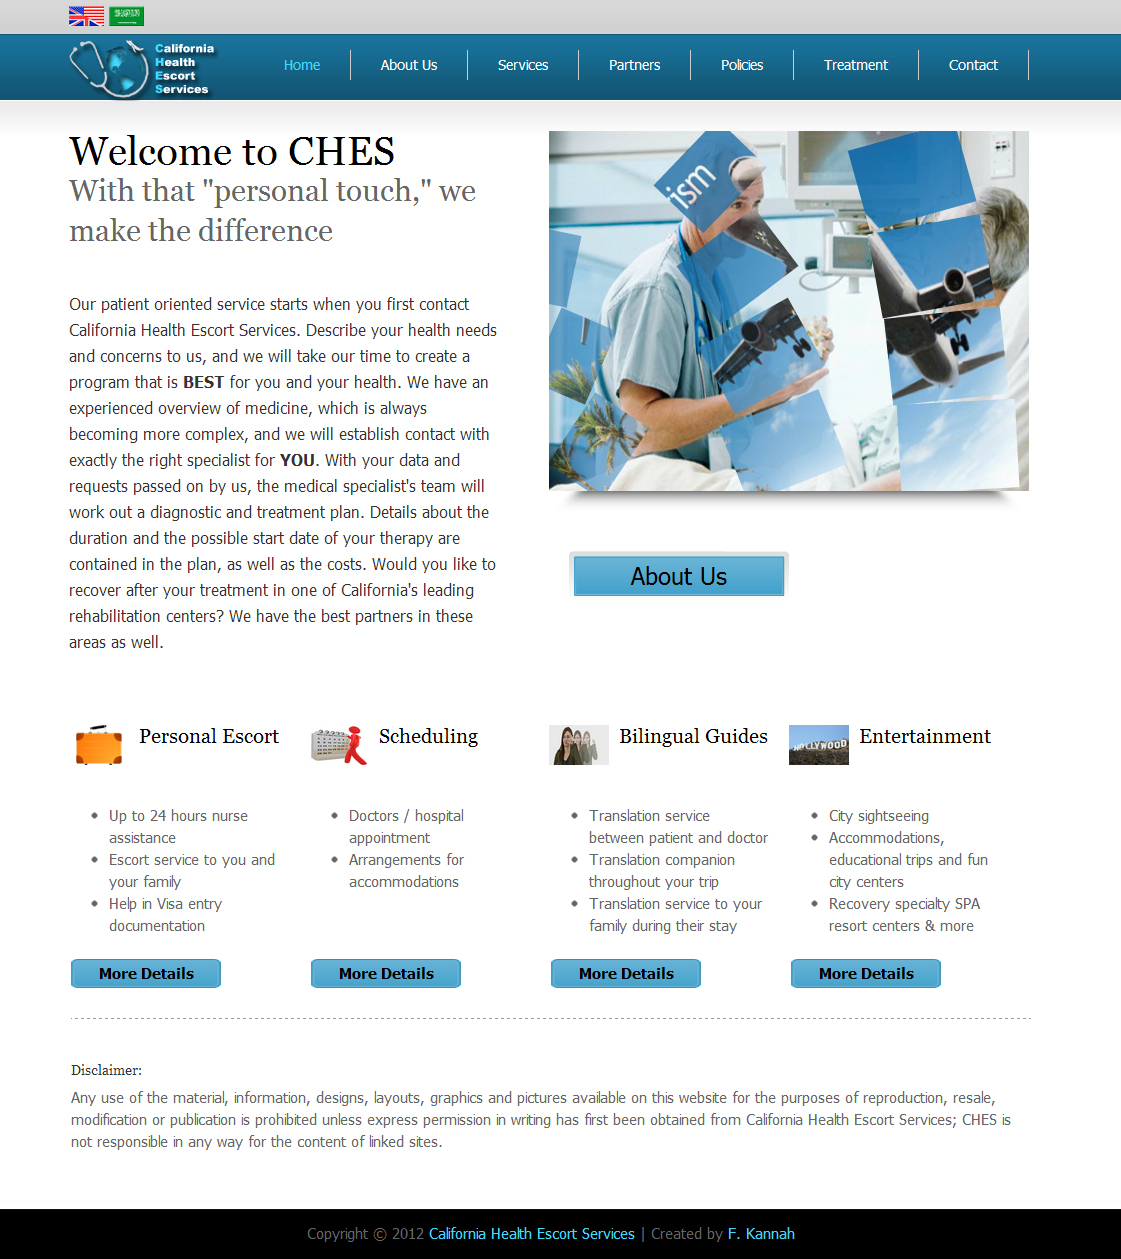 California
Health
Escort
Services
Home
About Us
Services
Partners
Policies
Treatment
Contact
Welcome to CHES
With that "personal touch," we
make the difference
ism
Our patient oriented service starts when you first contact
California Health Escort Services. Describe your health needs
and concerns to us, and we will take our time to create a
program that is BEST for you and your health. We have an
experienced overview of medicine, which is always
becoming more complex, and we will establish contact with
exactly the right specialist for YOU. With your data and
requests passed on by us, the medical specialist's team will
work out a diagnostic and treatment plan. Details about the
duration and the possible start date of your therapy are
contained in the plan, as well as the costs. Would you like to
recover after your treatment in one of California's leading
rehabilitation centers? We have the best partners in these
areas as well.
About Us
Personal Escort
Up to 24 hours nurse
assistance
Escort service to you and
your family
Help in Visa entry
documentation
More Details
Scheduling
Doctors / hospital
appointment
Arrangements for
accommodations
More Details
Bilingual Guides
Translation service
between patient and doctor
Translation companion
throughout your trip
Translation service to your
family during their stay
More Details
HOLLYWOOD
Entertainment
City sightseeing
Accommodations,
educational trips and fun
city centers
Recovery specialty SPA
resort centers & more
More Details
Disclaimer:
Any use of the material, information, designs, layouts, graphics and pictures available on this website for the purposes of reproduction, resale,
modification or publication is prohibited unless express permission in writing has first been obtained from California Health Escort Services; CHES is
not responsible in any way for the content of linked sites.
Copyright © 2012 California Health Escort Services | Created by F. Kannah